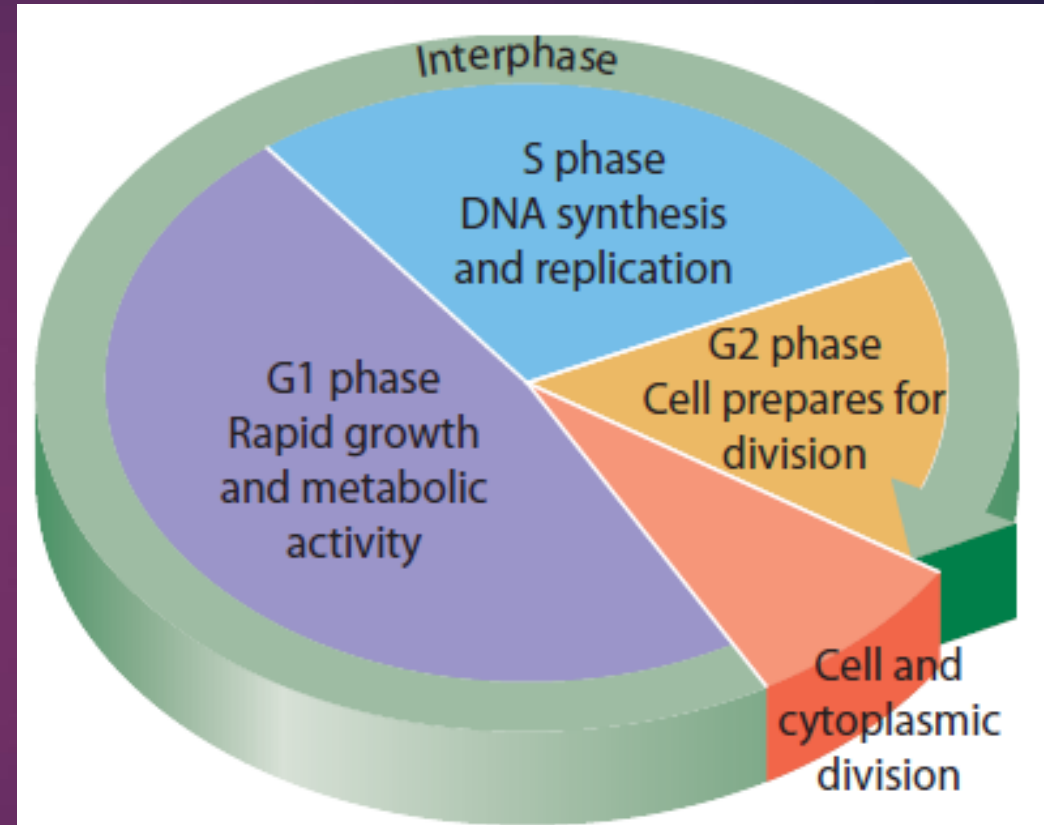 Interphase
S phase
DNA synthesis
and replication
G2 phase
Cell prepares for
division
G1 phase
Rapid growth
and metabolic
activity
Cell and
cytoplasmic
division